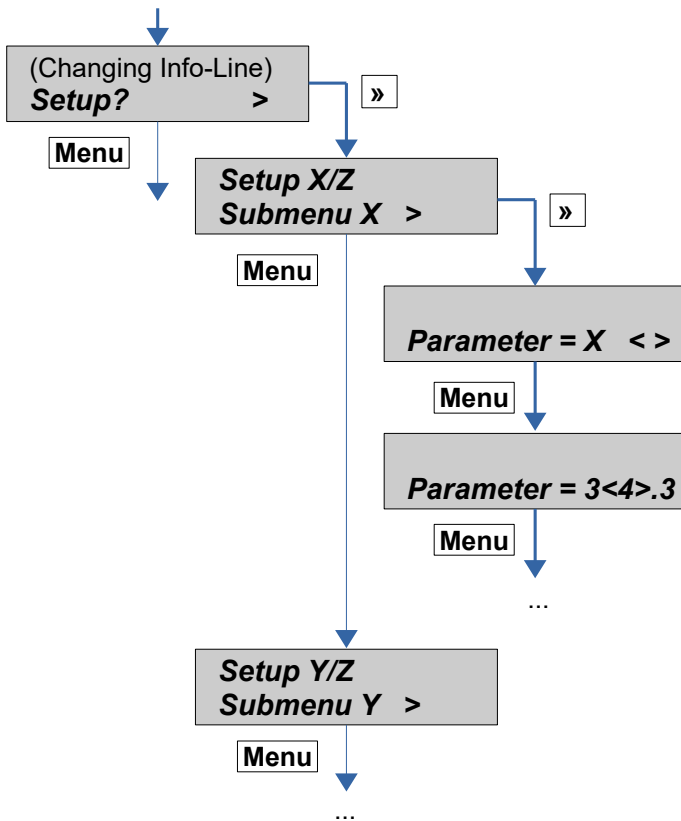 (Changing Info-Line)
Setup? >
»
Menu
Setup X/Z
Submenu X >
»
Menu
Parameter = X < >
Menu
Parameter = 3<4>.3
Menu
...
Setup Y/Z
Submenu Y >
Menu
...